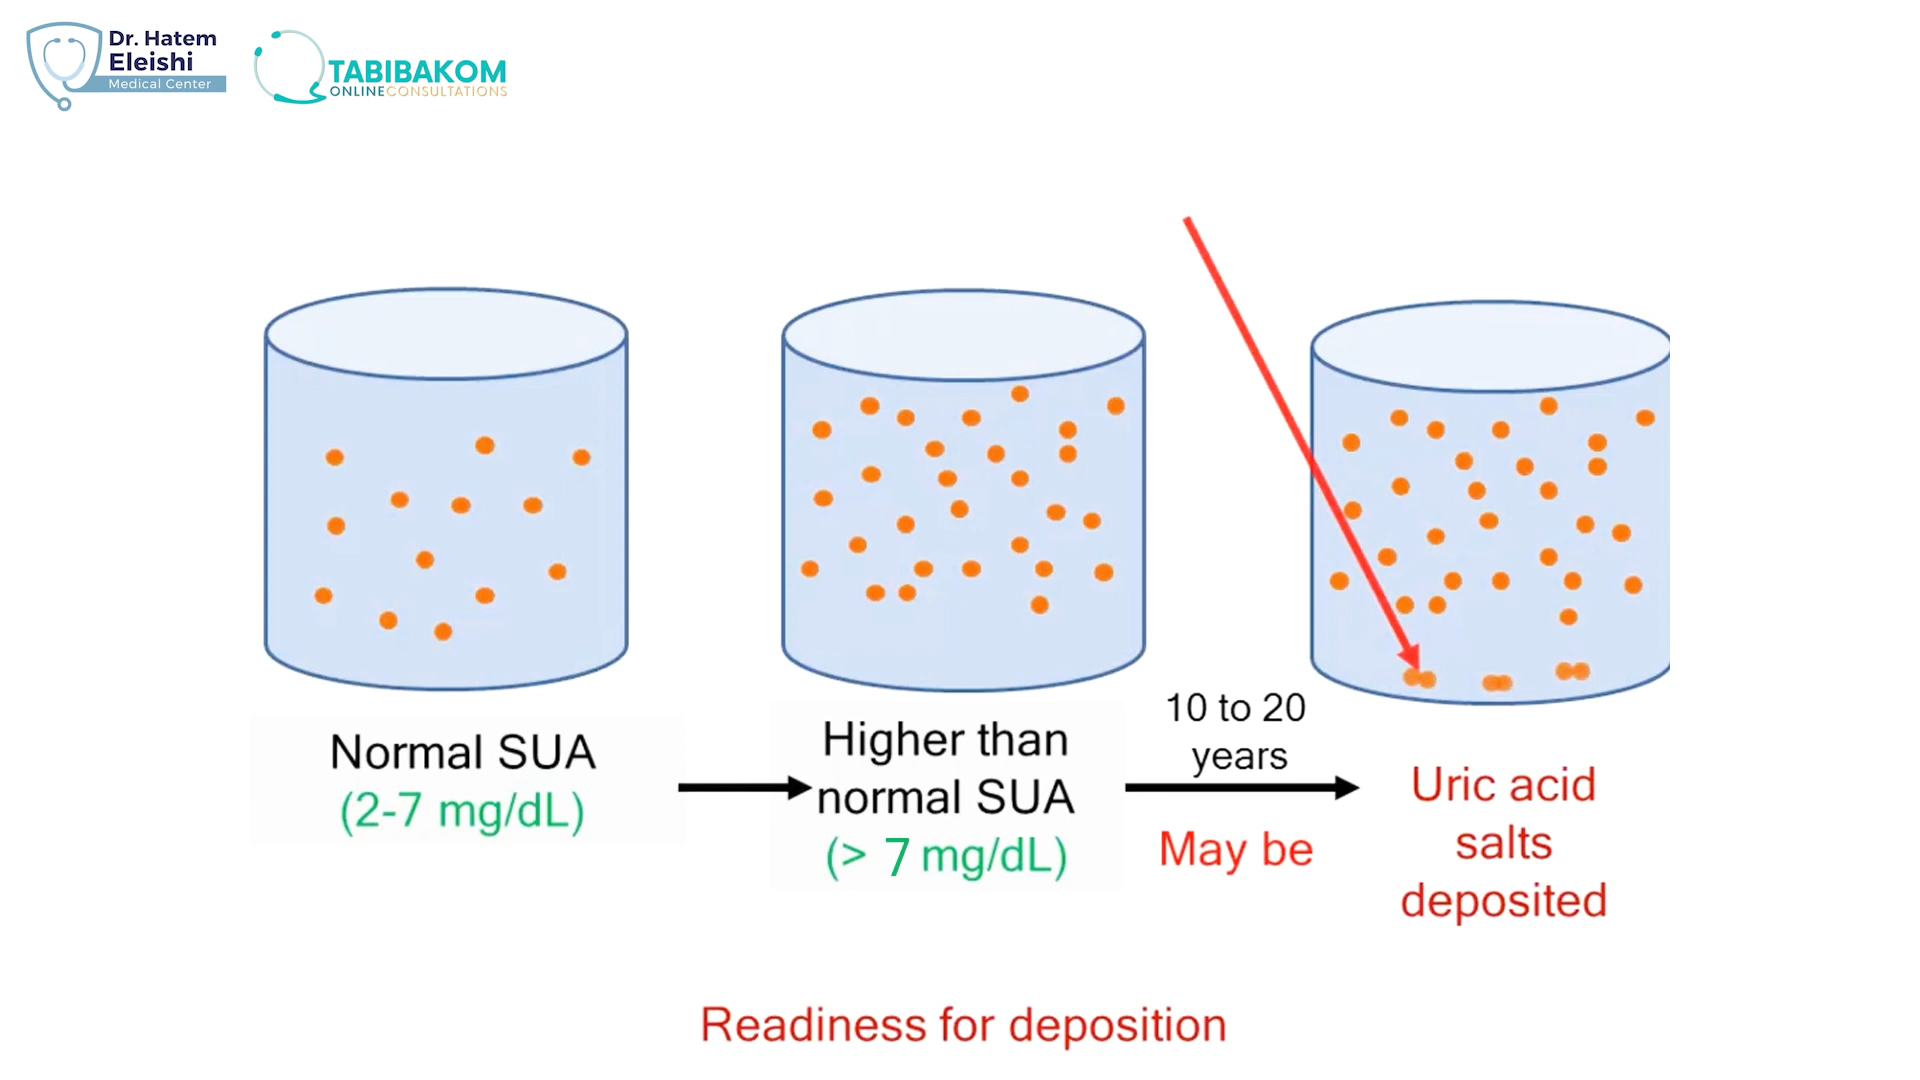 Dr. Hatem
Eleishi
Medical Center
TABIBAKOM
ONLINECONSULTATIONS
Normal SUA
(2-7 mg/dL)
Higher than
normal SUA
(> 7 mg/dL)
10 to 20
years
May be
Uric acid
salts
deposited
Readiness for deposition